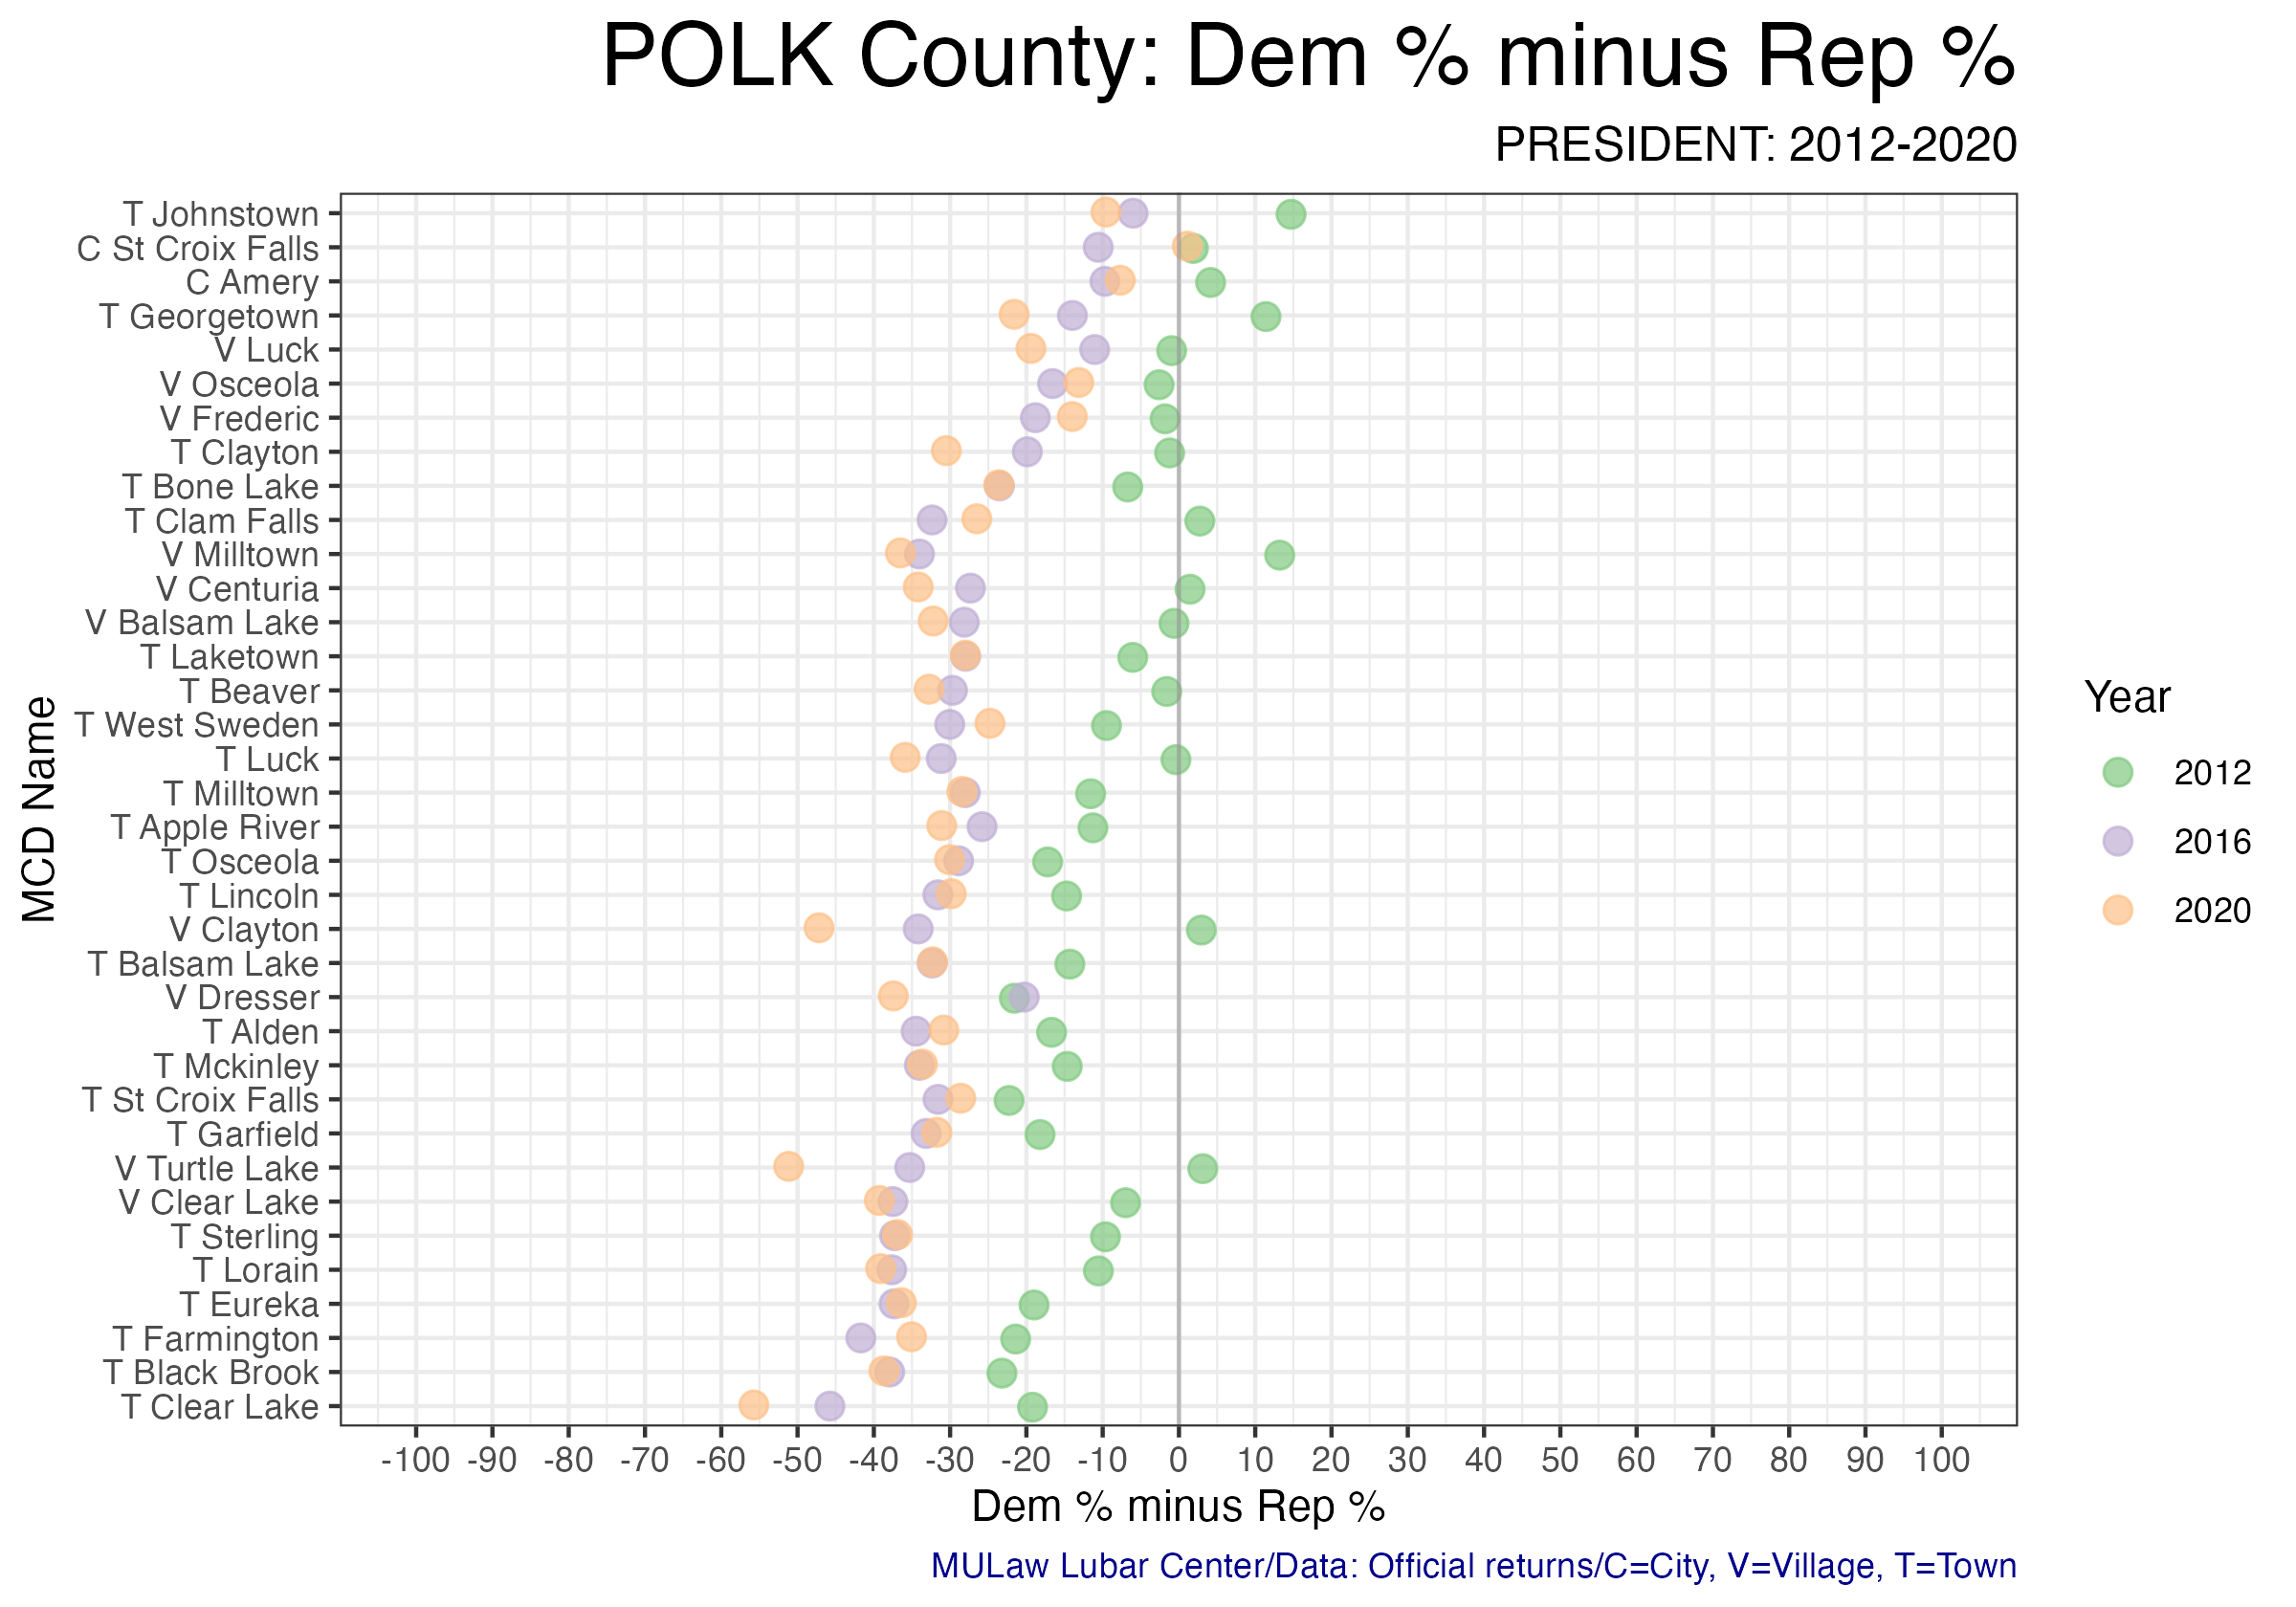 POLK County: Dem % minus Rep %
PRESIDENT: 2012-2020
MCD Name
T Johnstown
C St Croix Falls
C Amery
T Georgetown
V Luck
V Osceola
V Frederic
T Clayton
T Bone Lake
T Clam Falls
V Milltown
V Centuria
V Balsam Lake
T Laketown
T Beaver
T West Sweden
T Luck
T Milltown
T Apple River
T Osceola
T Lincoln
V Clayton
T Balsam Lake
V Dresser
T Alden
T Mckinley
T St Croix Falls
T Garfield
V Turtle Lake
V Clear Lake
T Sterling
T Lorain
T Eureka
T Farmington
T Black Brook
T Clear Lake
-100 -90 -80 -70 -60 -50 -40 -30 -20 -10 0 10 20 30 40 50 60 70 80 90 100
Dem % minus Rep %
Year
2012
2016
2020
MULaw Lubar Center/Data: Official returns/C=City, V=Village, T=Town